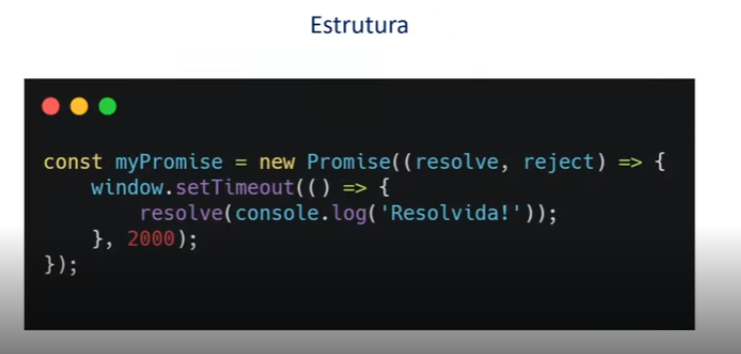 Estrutura
const myPromise = new Promise((resolve, reject) => {
    window.setTimeout(() => {
        resolve(console.log('Resolvida!'));
    }, 2000);
});